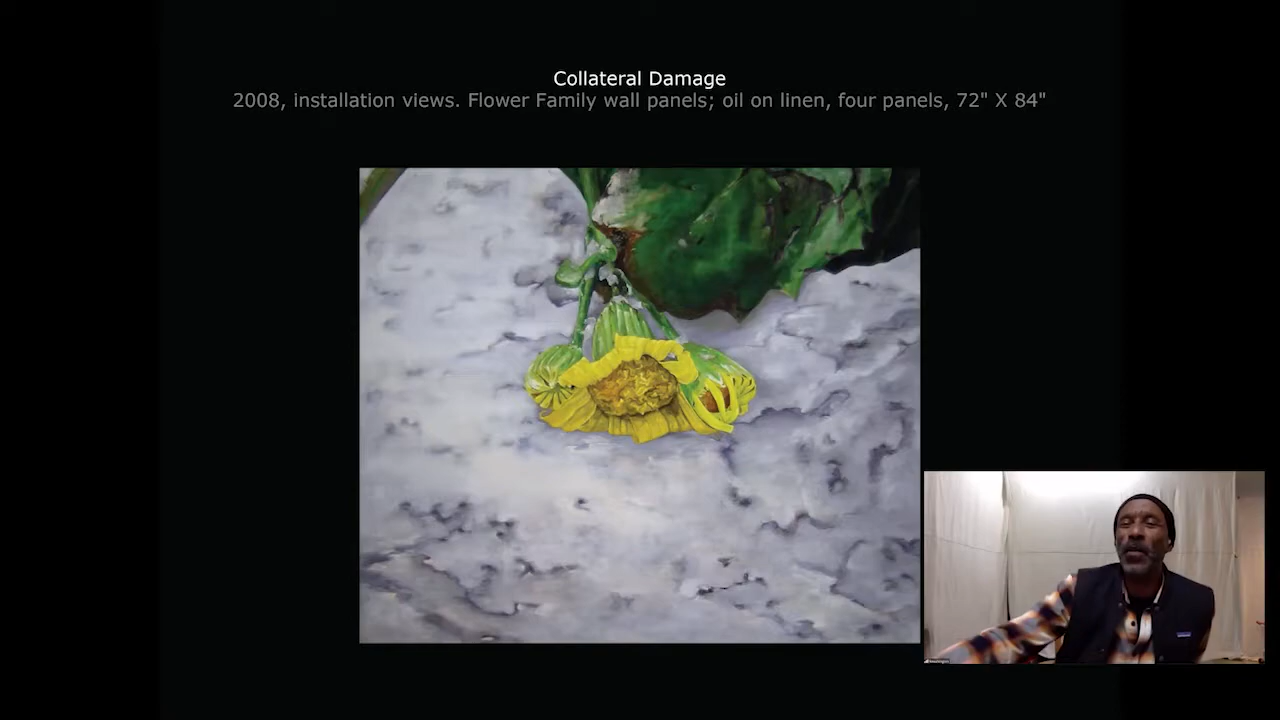 Collateral Damage
2008, installation views. Flower Family wall panels; oil on linen, four panels, 72" X 84"